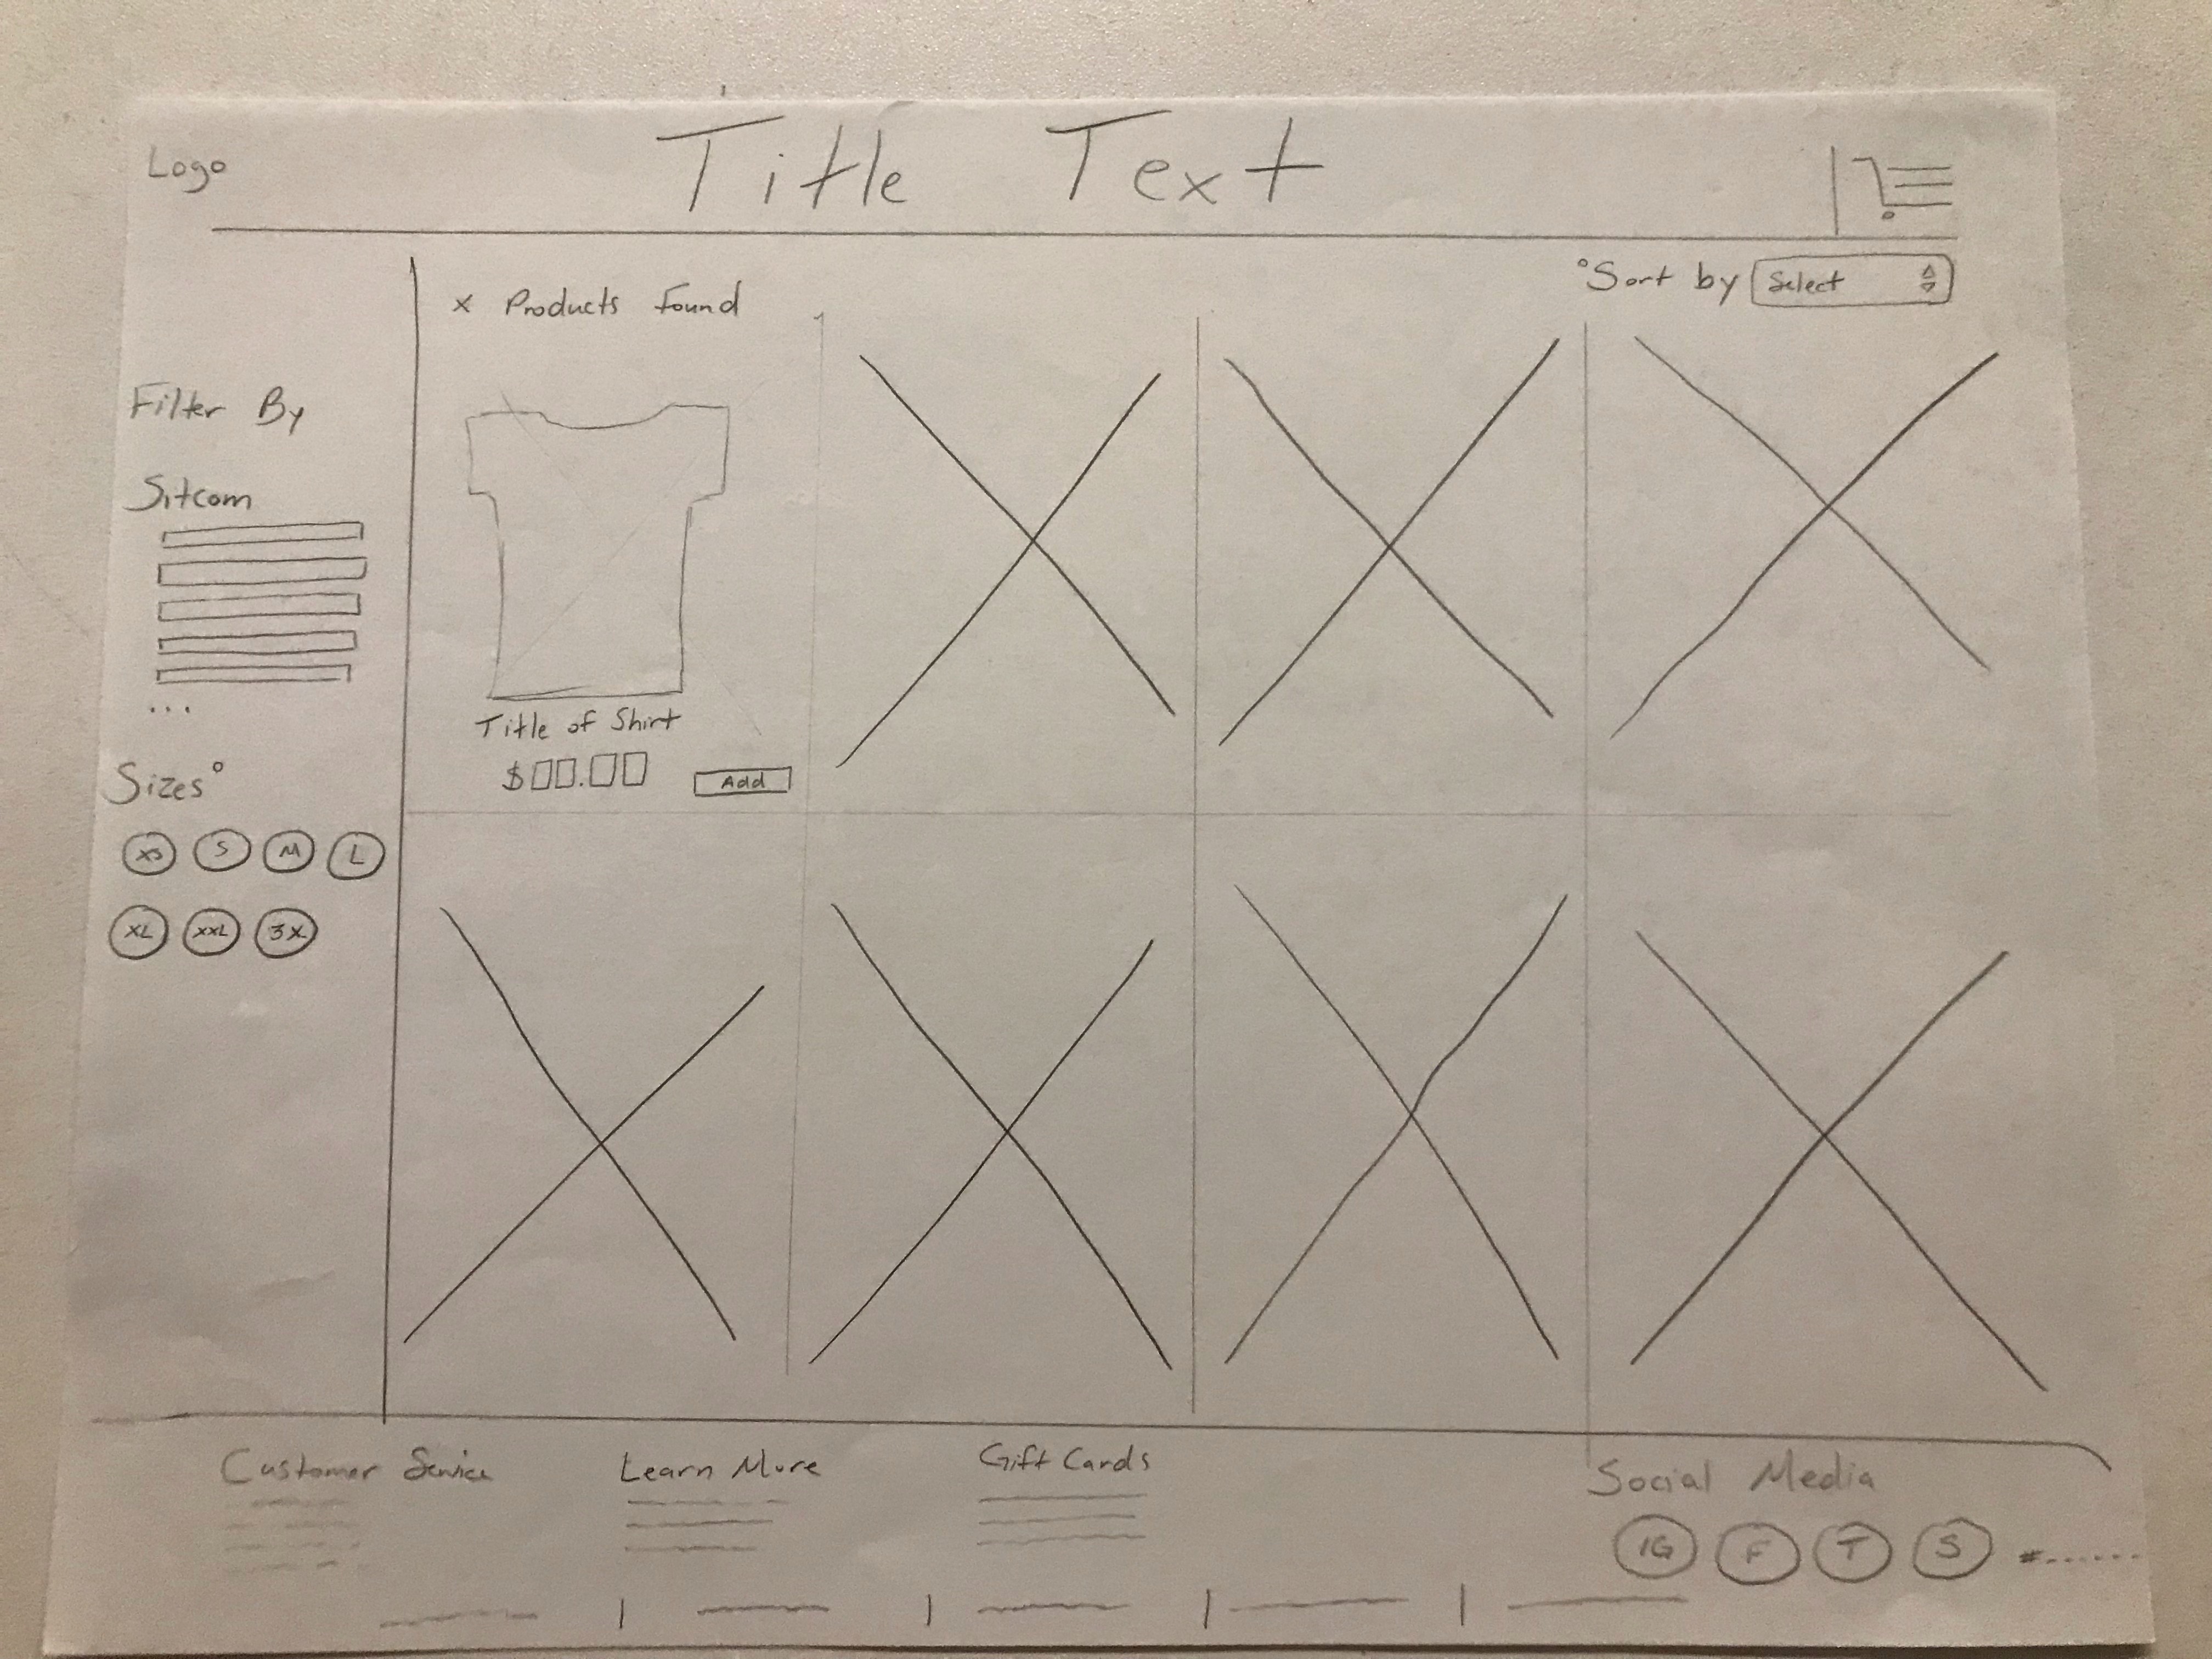 Logo
Title Text
x Products Found
°Sort by Select
Filter By
Sitcom
...
Sizes°
XS S M L
XL XXL 3X
Title of Shirt
$00.00
Add
Customer Service
Learn More
Gift Cards
Social Media
IG F T S #......